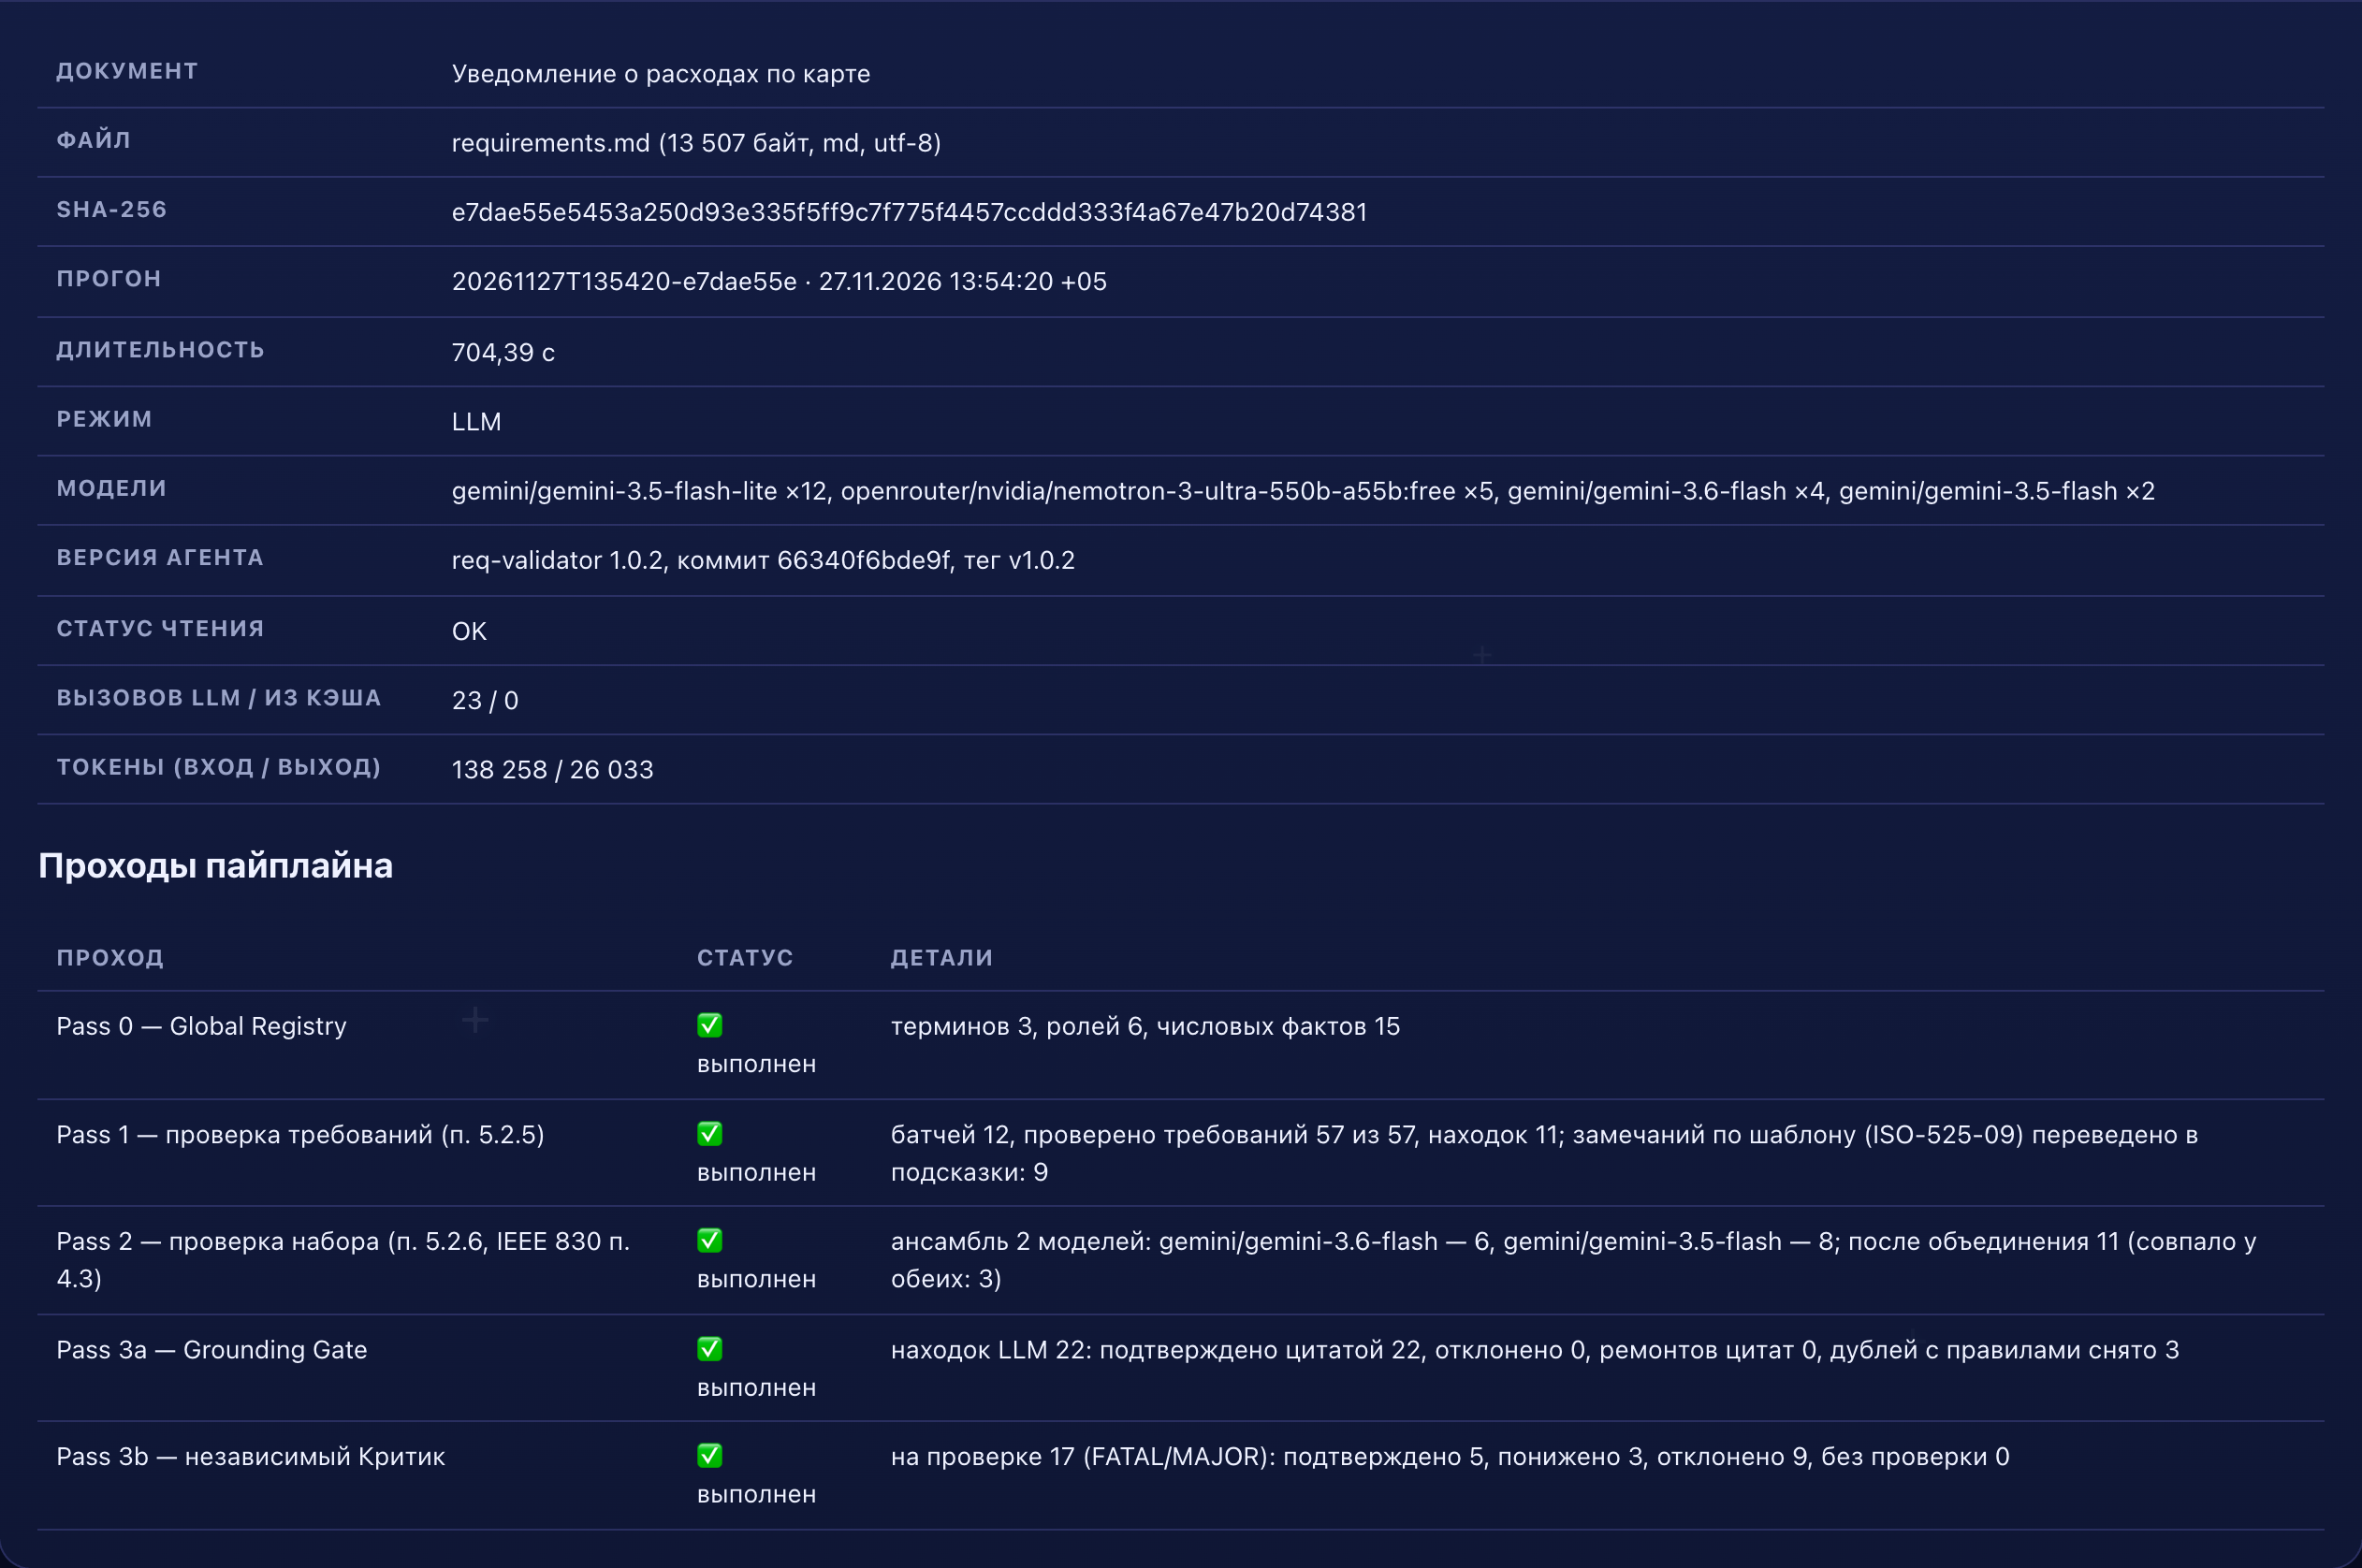 ДОКУМЕНТ Уведомление о расходах по карте
ФАЙЛ requirements.md (13 507 байт, md, utf-8)
SHA-256 e7dae55e5453a250d93e335f5ff9c7f775f4457ccddd333f4a67e47b20d74381
ПРОГОН 20261127T135420-e7dae55e · 27.11.2026 13:54:20 +05
ДЛИТЕЛЬНОСТЬ 704,39 с
РЕЖИМ LLM
МОДЕЛИ gemini/gemini-3.5-flash-lite ×12, openrouter/nvidia/nemotron-3-ultra-550b-a55b:free ×5, gemini/gemini-3.6-flash ×4, gemini/gemini-3.5-flash ×2
ВЕРСИЯ АГЕНТА req-validator 1.0.2, коммит 66340f6bde9f, тег v1.0.2
СТАТУС ЧТЕНИЯ OK
ВЫЗОВОВ LLM / ИЗ КЭША 23 / 0
ТОКЕНЫ (ВХОД / ВЫХОД) 138 258 / 26 033
Проходы пайплайна
ПРОХОД СТАТУС ДЕТАЛИ
Pass 0 — Global Registry ✅ терминов 3, ролей 6, числовых фактов 15
выполнен
Pass 1 — проверка требований (п. 5.2.5) ✅ батчей 12, проверено требований 57 из 57, находок 11; замечаний по шаблону (ISO-525-09) переведено в
выполнен подсказки: 9
Pass 2 — проверка набора (п. 5.2.6, IEEE 830 п. ✅ ансамбль 2 моделей: gemini/gemini-3.6-flash — 6, gemini/gemini-3.5-flash — 8; после объединения 11 (совпало у
4.3) выполнен обеих: 3)
Pass 3a — Grounding Gate ✅ находок LLM 22: подтверждено цитатой 22, отклонено 0, ремонтов цитат 0, дублей с правилами снято 3
выполнен
Pass 3b — независимый Критик ✅ на проверке 17 (FATAL/MAJOR): подтверждено 5, понижено 3, отклонено 9, без проверки 0
выполнен